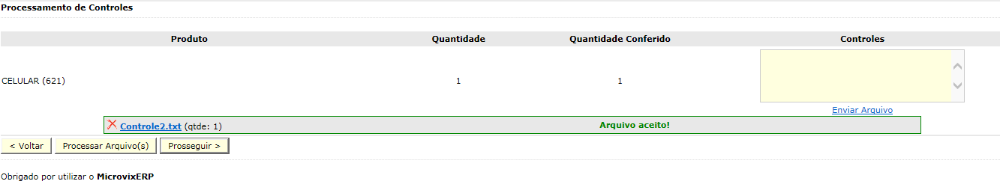 Processamento de Controles
Produto Quantidade Quantidade Conferido Controles
CELULAR (621) 1 1
Enviar Arquivo
Controle2.txt (qtde: 1) Arquivo aceito!
< Voltar Processar Arquivo(s) Prosseguir >
Obrigado por utilizar o MicrovixERP